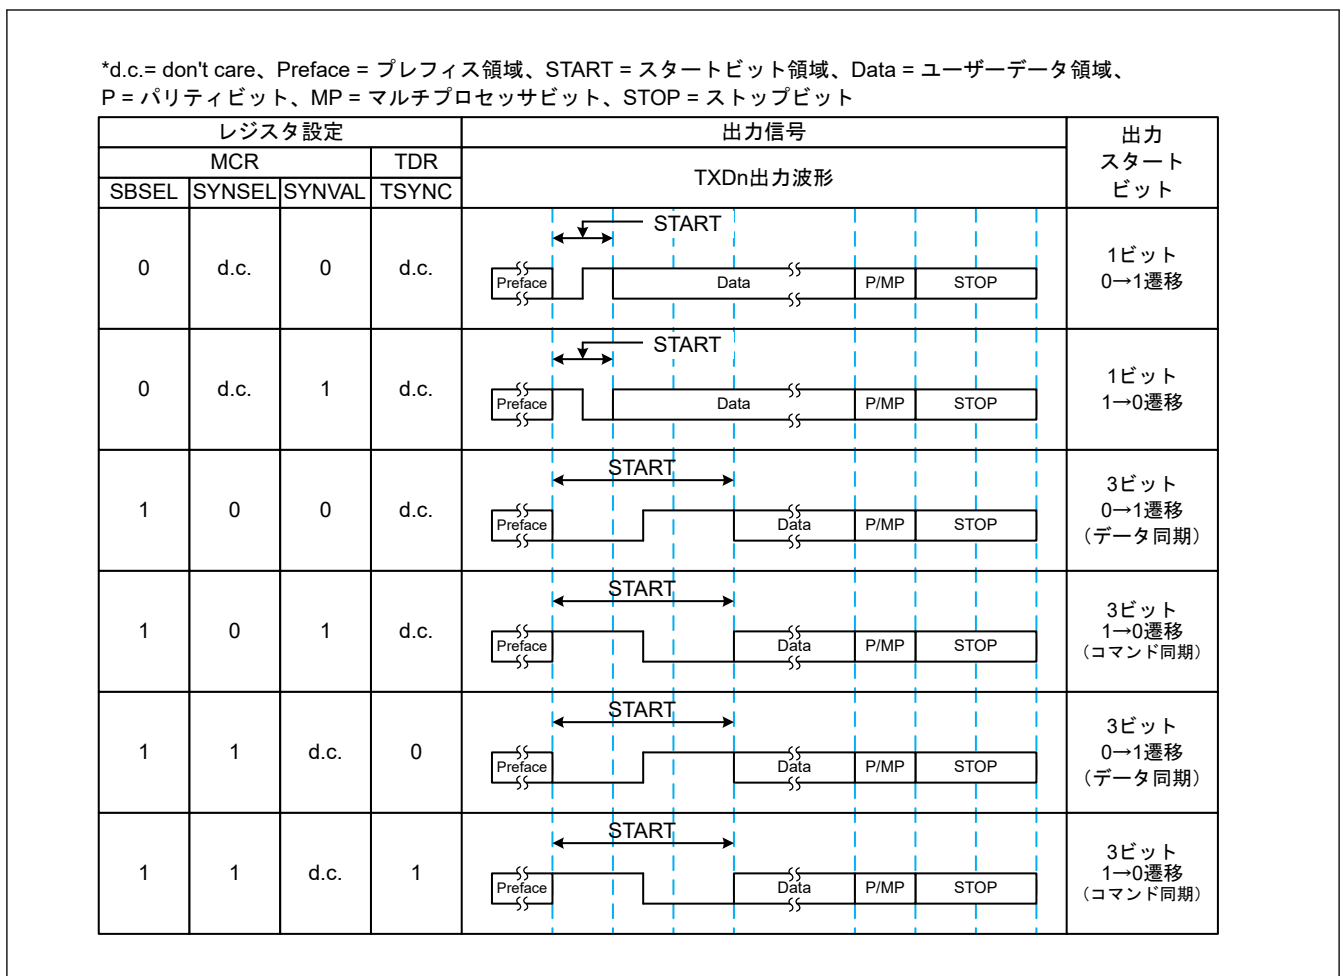 *d.c.= don't care、Preface = プレフィス領域、START = スタートビット領域、Data = ユーザーデータ領域、
P = パリティビット、MP = マルチプロセッサビット、STOP = ストップビット
レジスタ設定 出力信号 出力
スタート
ビット
MCR TDR TXDn出力波形
SBSEL SYNSEL SYNVAL TSYNC
START
0 d.c. 0 d.c. Preface Data P/MP STOP 1ビット
0→1遷移
START
0 d.c. 1 d.c. Preface Data P/MP STOP 1ビット
1→0遷移
START
1 0 0 d.c. Preface Data P/MP STOP 3ビット
0→1遷移
（データ同期）
START
1 0 1 d.c. Preface Data P/MP STOP 3ビット
1→0遷移
（コマンド同期）
START
1 1 d.c. 0 Preface Data P/MP STOP 3ビット
0→1遷移
（データ同期）
START
1 1 d.c. 1 Preface Data P/MP STOP 3ビット
1→0遷移
（コマンド同期）